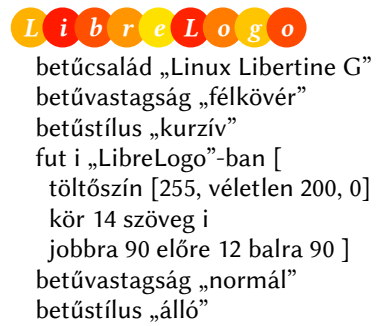 LibreLogo
betűcsalád „Linux Libertine G”
betűvastagság „félkövér”
betűstílus „kurzív”
fut i „LibreLogo”-ban [
töltőszín [255, véletlen 200, 0]
kör 14 szöveg i
jobbra 90 előre 12 balra 90 ]
betűvastagság „normál”
betűstílus „álló”